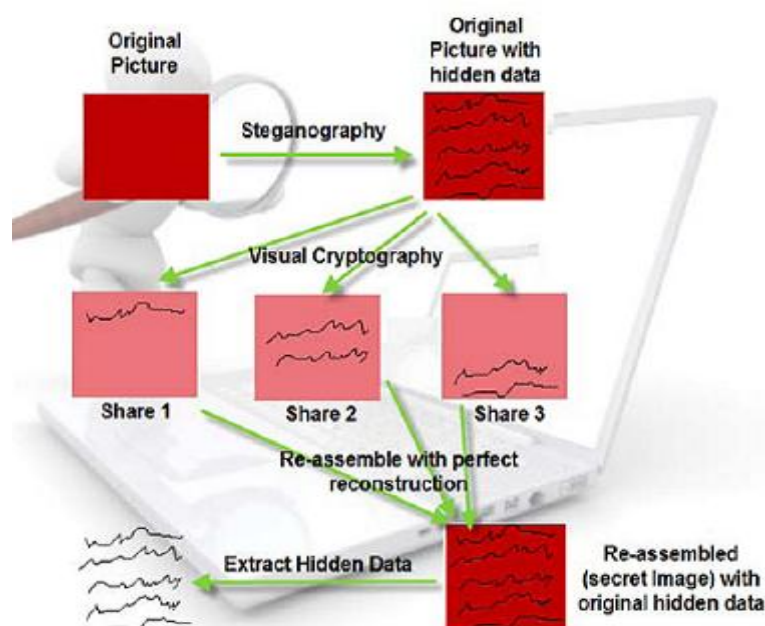 Original
Picture
Original
Picture with
hidden data
Steganography
Visual Cryptography
Share 1
Share 2
Share 3
Re-assemble with perfect
reconstruction
Extract Hidden Data
Re-assembled
(secret Image) with
original hidden data